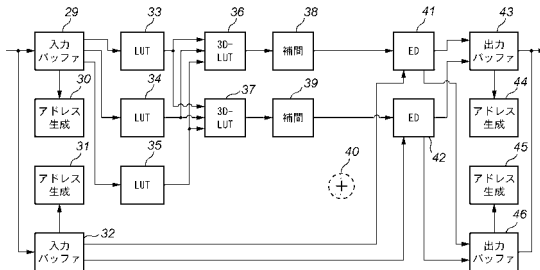 29
33
36
38
41
43
入力
バッファ
LUT
3D-
LUT
補間
ED
出力
バッファ
30
34
37
39
44
アドレス
生成
LUT
3D-
LUT
補間
ED
アドレス
生成
31
35
40
42
45
アドレス
生成
LUT
+
アドレス
生成
32
46
入力
バッファ
出力
バッファ